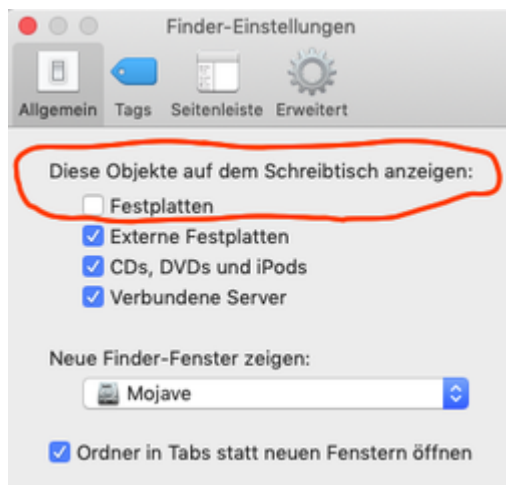 Finder-Einstellungen
Allgemein Tags Seitenleiste Erweitert
Diese Objekte auf dem Schreibtisch anzeigen:
Festplatten
Externe Festplatten
CDs, DVDs und iPods
Verbundene Server
Neue Finder-Fenster zeigen:
Mojave
Ordner in Tabs statt neuen Fenstern öffnen